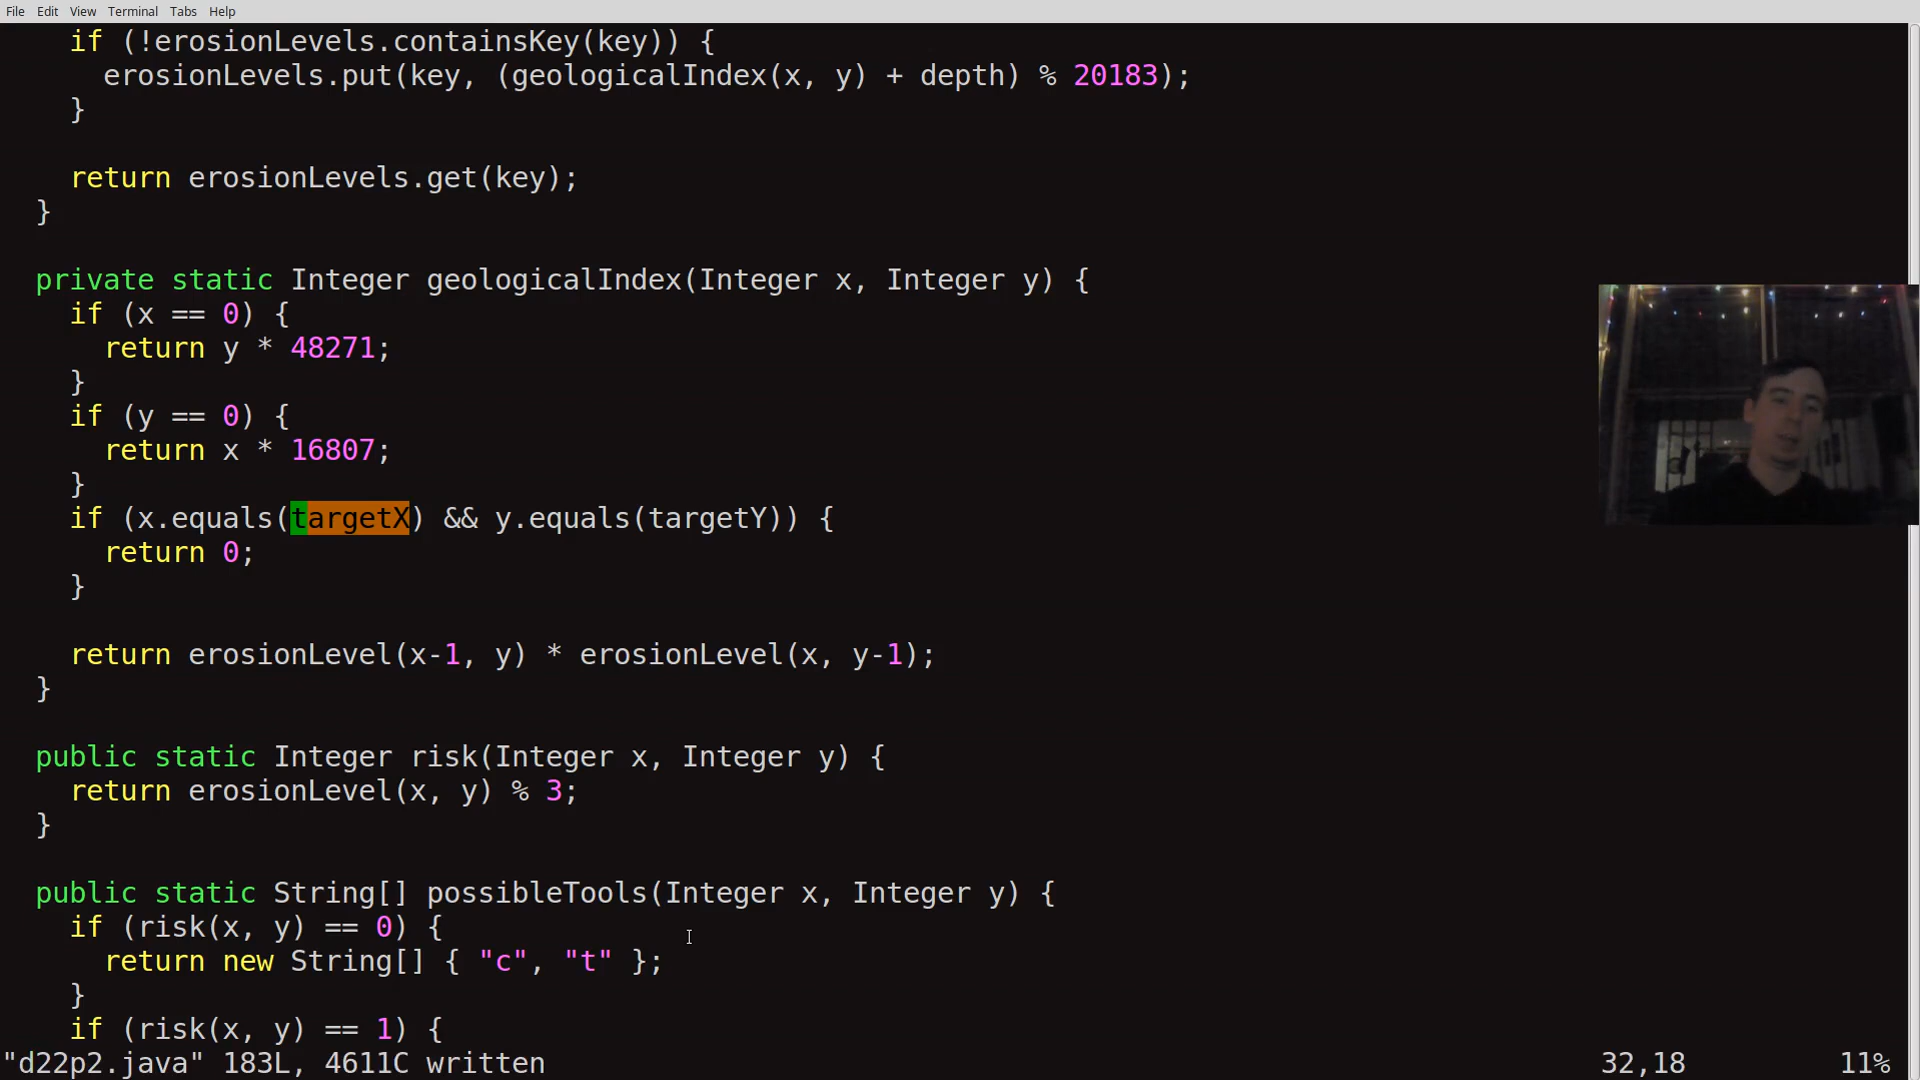 File Edit View Terminal Tabs Help
if (!erosionLevels.containsKey(key)) {
erosionLevels.put(key, (geologicalIndex(x, y) + depth) % 20183);
}
return erosionLevels.get(key);
}
private static Integer geologicalIndex(Integer x, Integer y) {
if (x == 0) {
return y * 48271;
}
if (y == 0) {
return x * 16807;
}
if (x.equals(targetX) && y.equals(targetY)) {
return 0;
}
return erosionLevel(x-1, y) * erosionLevel(x, y-1);
}
public static Integer risk(Integer x, Integer y) {
return erosionLevel(x, y) % 3;
}
public static String[] possibleTools(Integer x, Integer y) {
if (risk(x, y) == 0) {
return new String[] { "c", "t" };
}
if (risk(x, y) == 1) {
"d22p2.java" 183L, 4611C written 32,18 11%